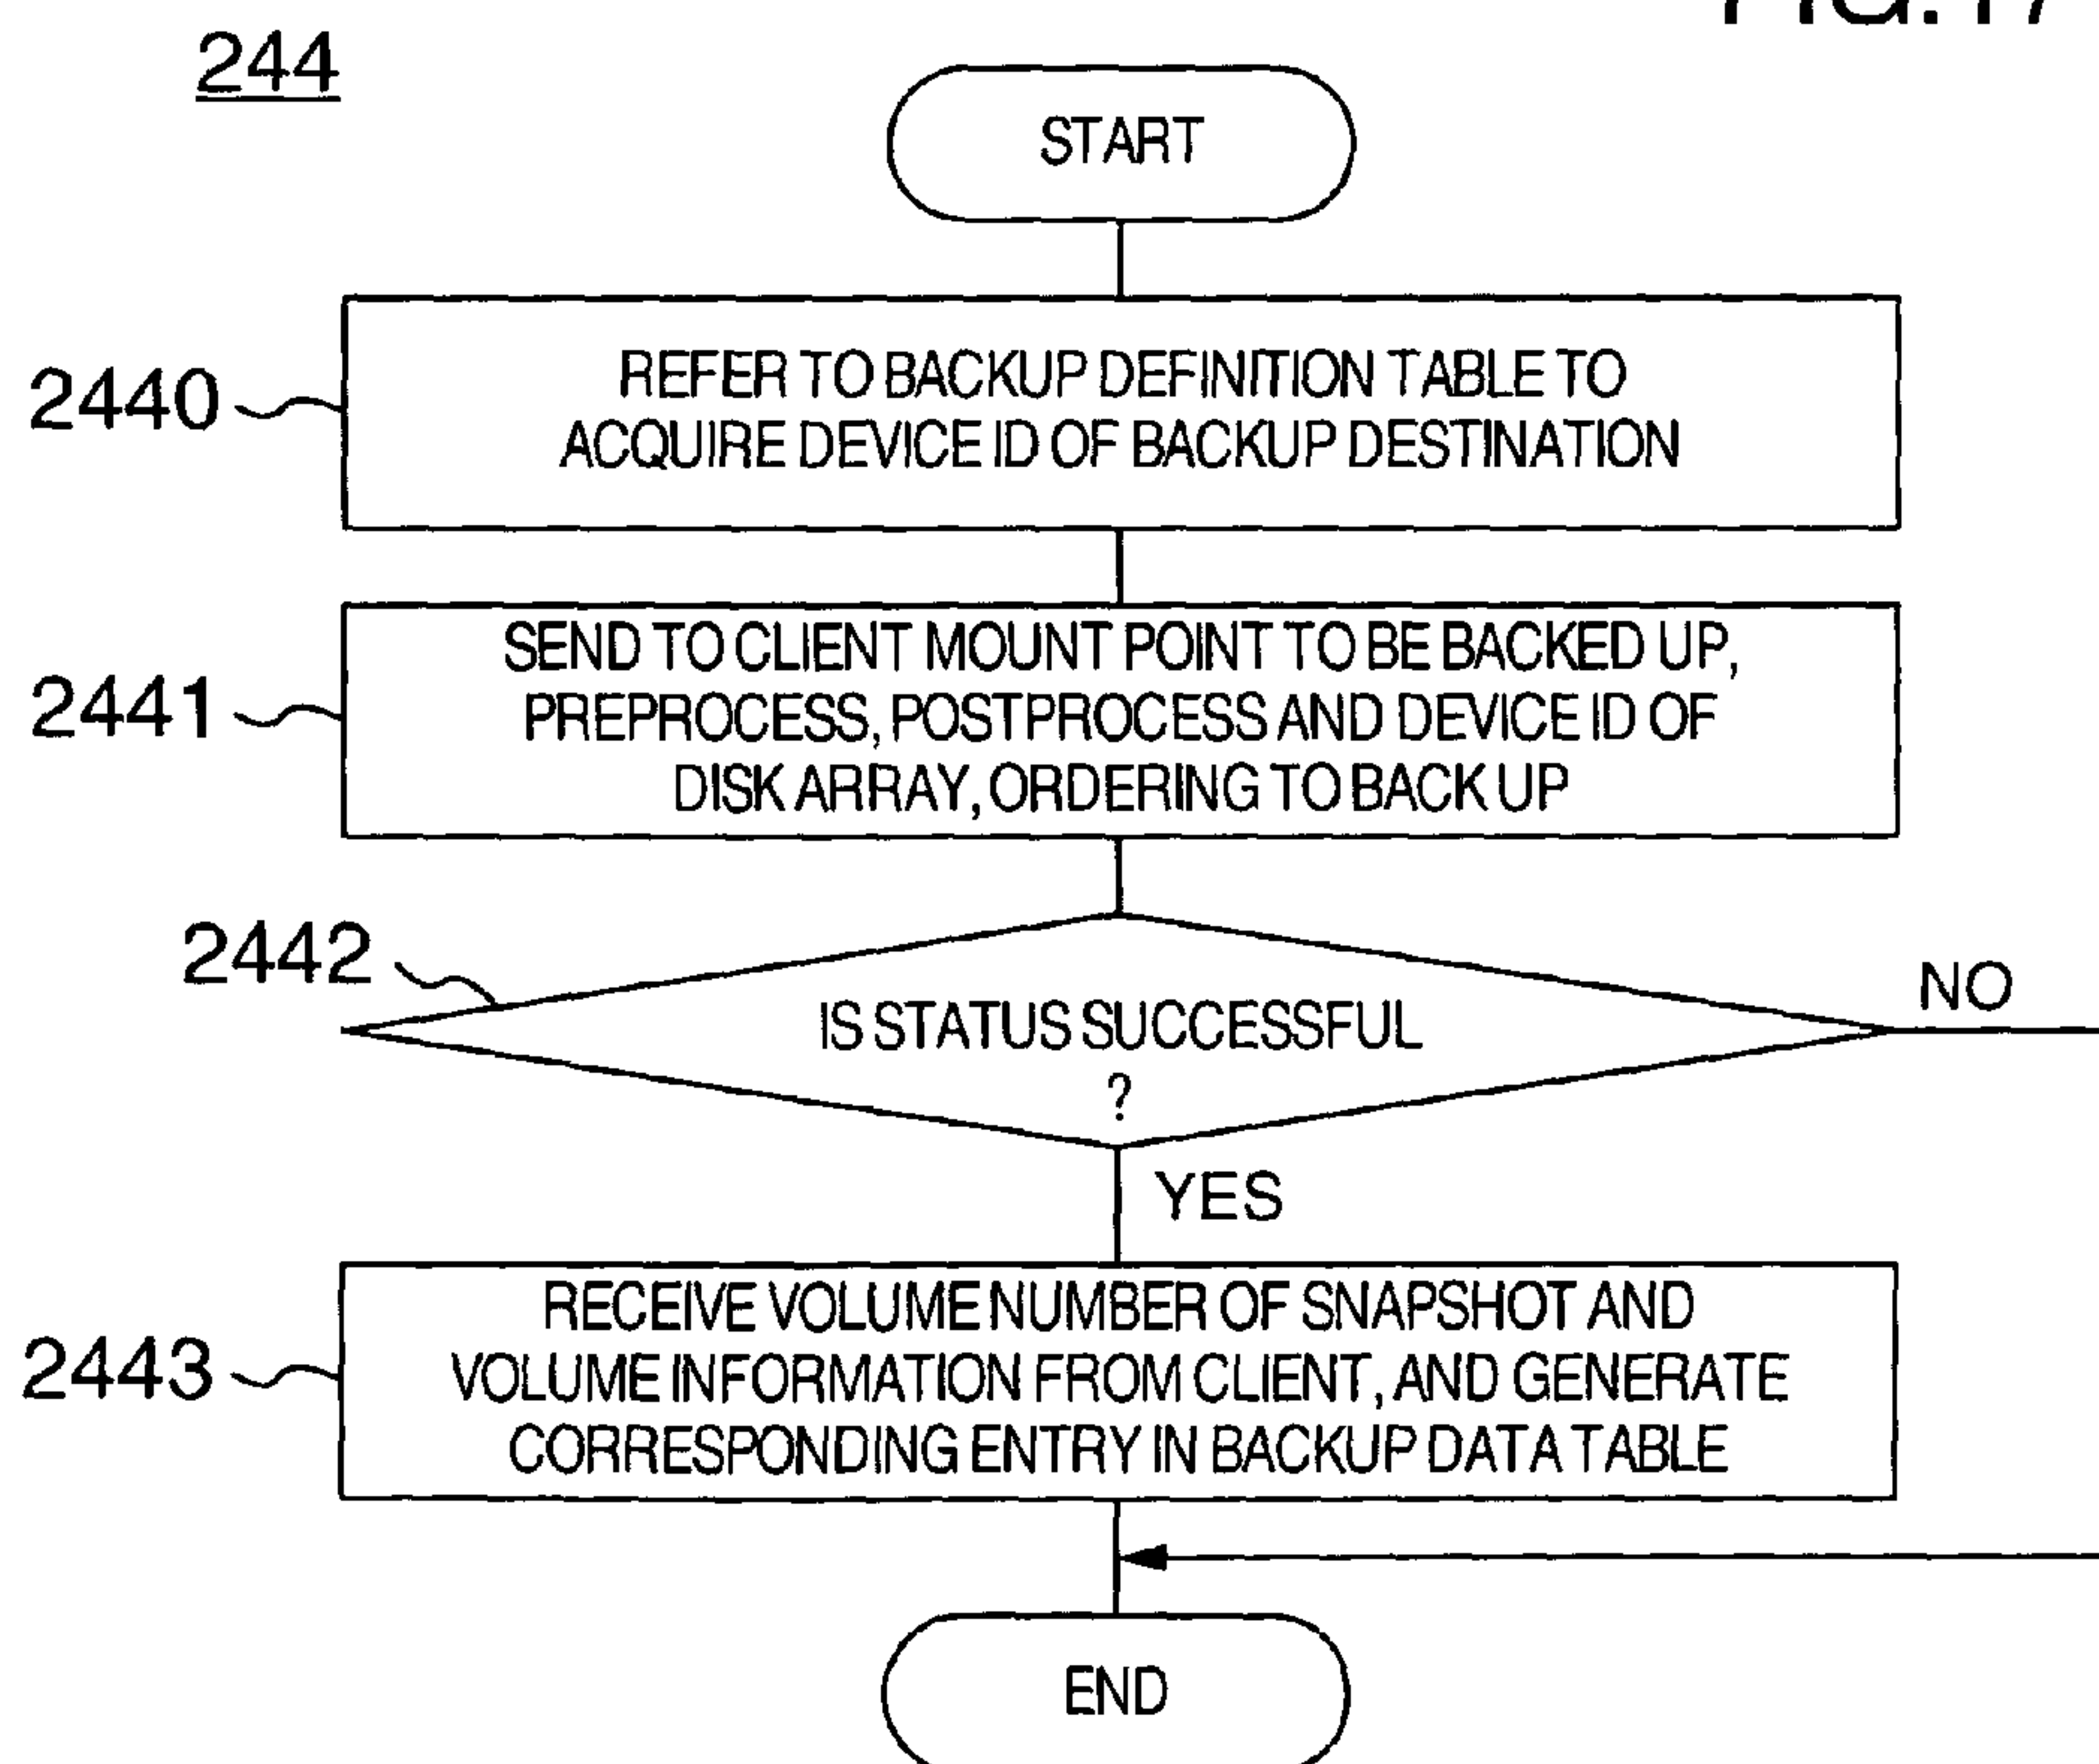 FIG.17
244
START
2440
REFER TO BACKUP DEFINITION TABLE TO
ACQUIRE DEVICE ID OF BACKUP DESTINATION
2441
SEND TO CLIENT MOUNT POINT TO BE BACKED UP,
PREPROCESS, POSTPROCESS AND DEVICE ID OF
DISK ARRAY, ORDERING TO BACK UP
2442
IS STATUS SUCCESSFUL
?
NO
YES
2443
RECEIVE VOLUME NUMBER OF SNAPSHOT AND
VOLUME INFORMATION FROM CLIENT, AND GENERATE
CORRESPONDING ENTRY IN BACKUP DATA TABLE
END